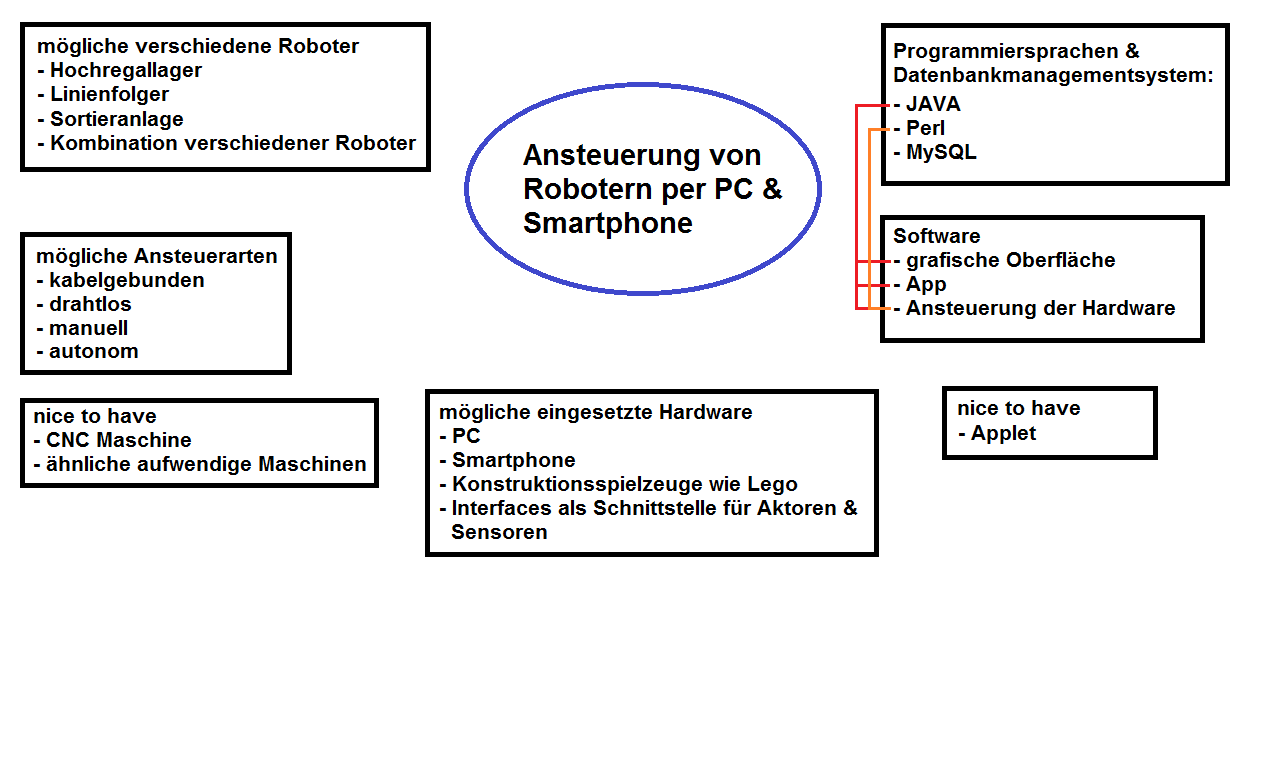 mögliche verschiedene Roboter
- Hochregallager
- Linienfolger
- Sortieranlage
- Kombination verschiedener Roboter
Ansteuerung von
Robotern per PC &
Smartphone
Programmiersprachen &
Datenbankmanagementsystem:
- JAVA
- Perl
- MySQL
mögliche Ansteuerarten
- kabelgebunden
- drahtlos
- manuell
- autonom
Software
- grafische Oberfläche
- App
- Ansteuerung der Hardware
nice to have
- CNC Maschine
- ähnliche aufwendige Maschinen
mögliche eingesetzte Hardware
- PC
- Smartphone
- Konstruktionsspielzeuge wie Lego
- Interfaces als Schnittstelle für Aktoren &
Sensoren
nice to have
- Applet